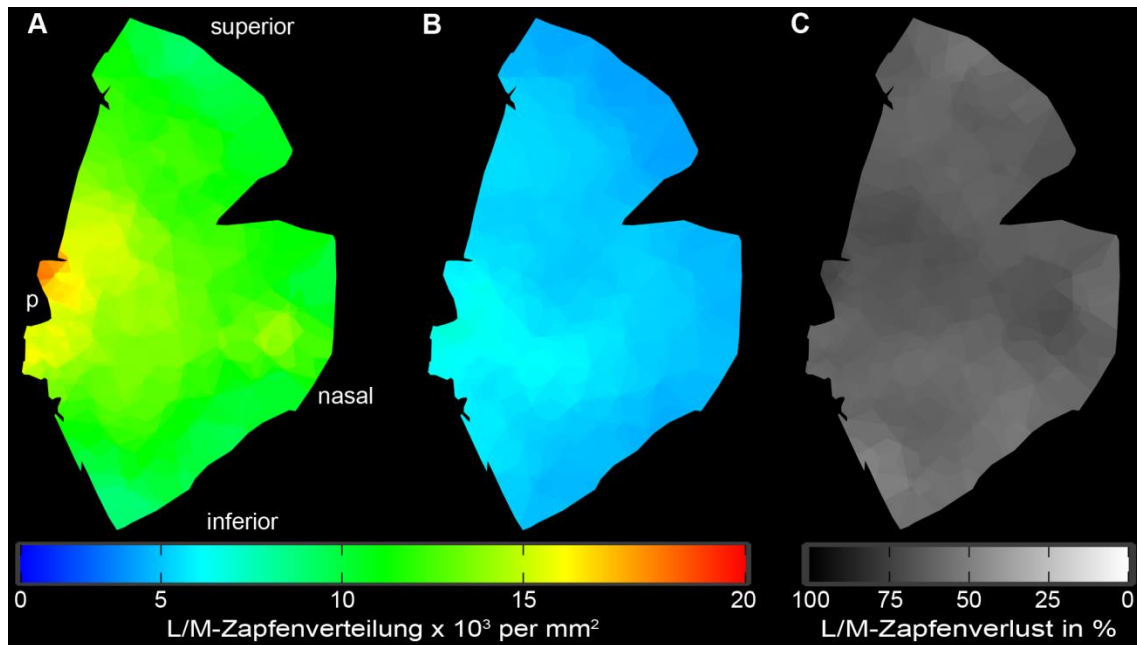 A
superior
B
C
p
nasal
inferior
0 5 10 15 20
L/M-Zapfenverteilung x 10³ per mm²
100 75 50 25 0
L/M-Zapfenverlust in %